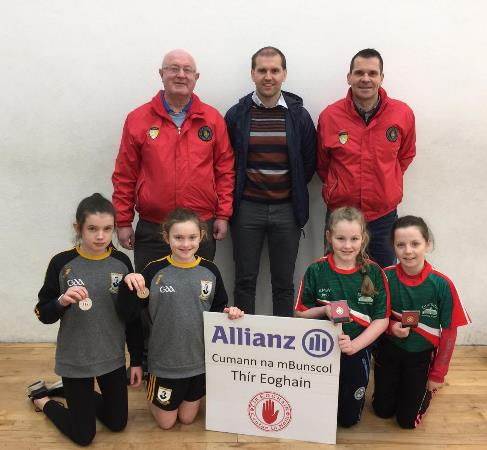 GAA
GAA
Allianz
Cumann na mBunscol
Thír Eoghain